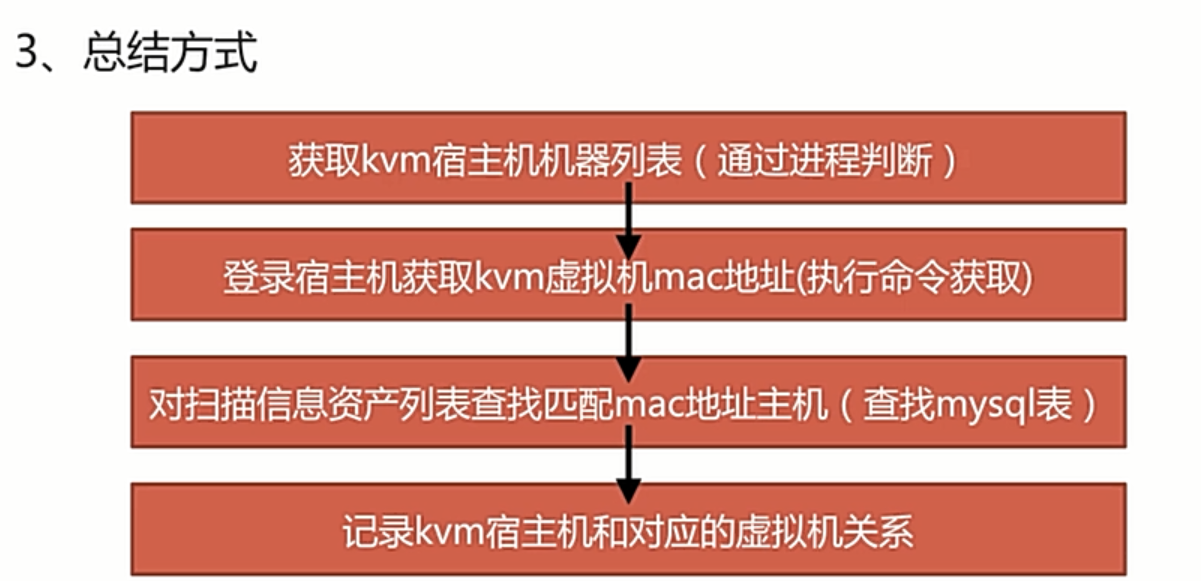 3、总结方式
获取kvm宿主机机器列表（通过进程判断）
登录宿主机获取kvm虚拟机mac地址(执行命令获取)
对扫描信息资产列表查找匹配mac地址主机（查找mysql表）
记录kvm宿主机和对应的虚拟机关系